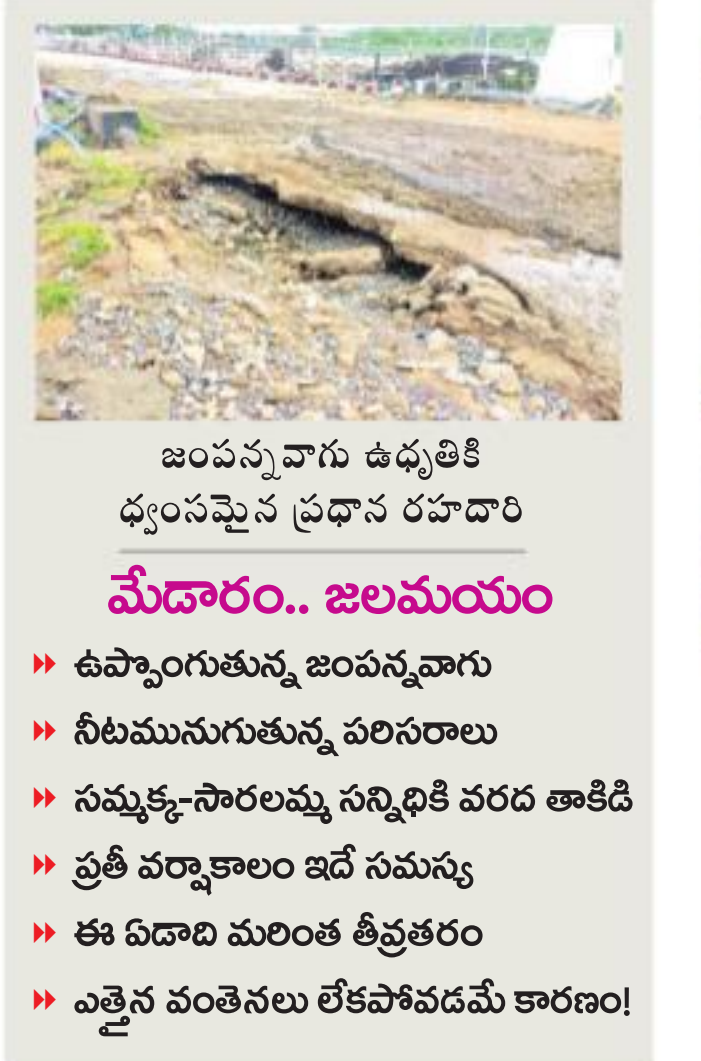 జంపన్నవాగు ఉధృతికి
ధ్వంసమైన ప్రధాన రహదారి
మేడారం.. జలమయం
ఉప్పొంగుతున్న జంపన్నవాగు
నీటమునుగుతున్న పరిసరాలు
సమ్మక్క-సారలమ్మ సన్నిధికి వరద తాకిడి
ప్రతీ వర్షాకాలం ఇదే సమస్య
ఈ ఏడాది మరింత తీవ్రతరం
ఎత్తైన వంతెనలు లేకపోవడమే కారణం!